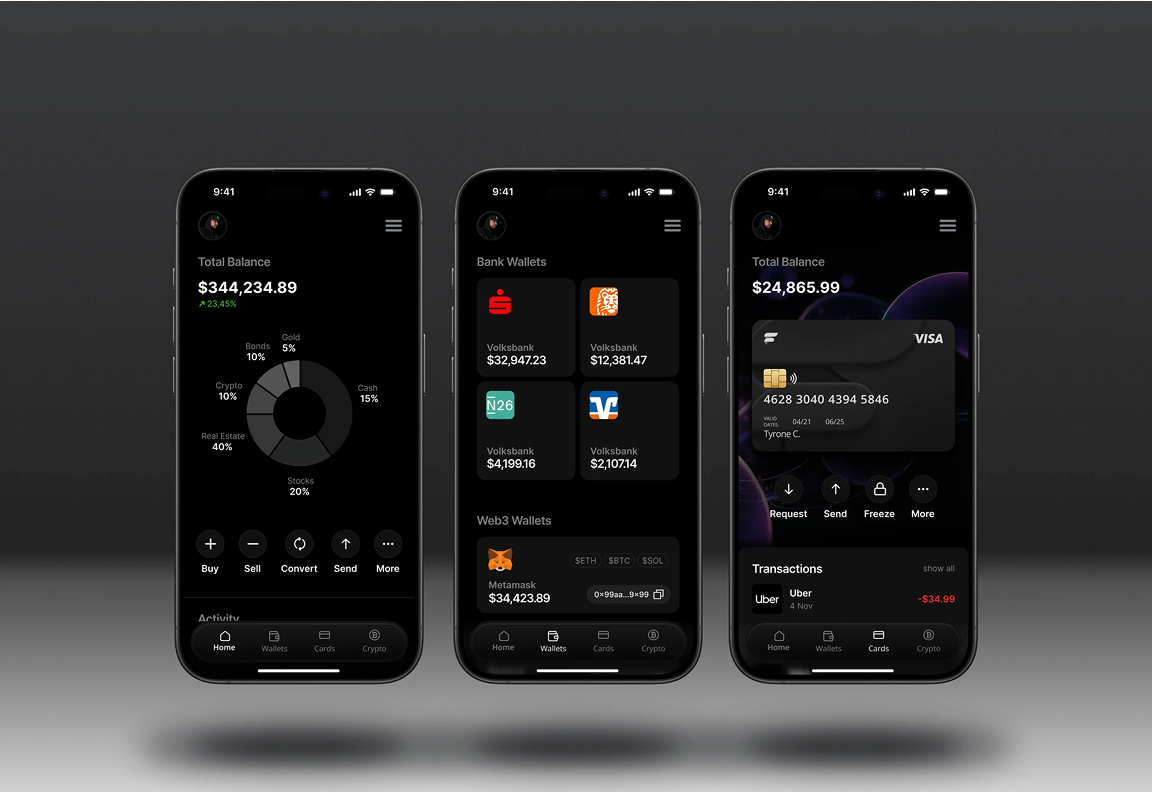 9:41
Total Balance
$344,234.89
23,45%
Gold
5%
Bonds
10%
Crypto
10%
Cash
15%
Real Estate
40%
Stocks
20%
Buy Sell Convert Send More
Activity
Home Wallets Cards Crypto
9:41
Bank Wallets
Volksbank
$32,947.23
Volksbank
$12,381.47
N26
Volksbank
$4,199.16
Volksbank
$2,107.14
Web3 Wallets
$ETH $BTC $SOL
Metamask
$34,423.89
0x99aa...9x99
Home Wallets Cards Crypto
9:41
Total Balance
$24,865.99
VISA
4628 3040 4394 5846
VALID
DATES 04/21 06/25
Tyrone C.
Request Send Freeze More
Transactions show all
Uber
Uber
4 Nov
-$34.99
Home Wallets Cards Crypto